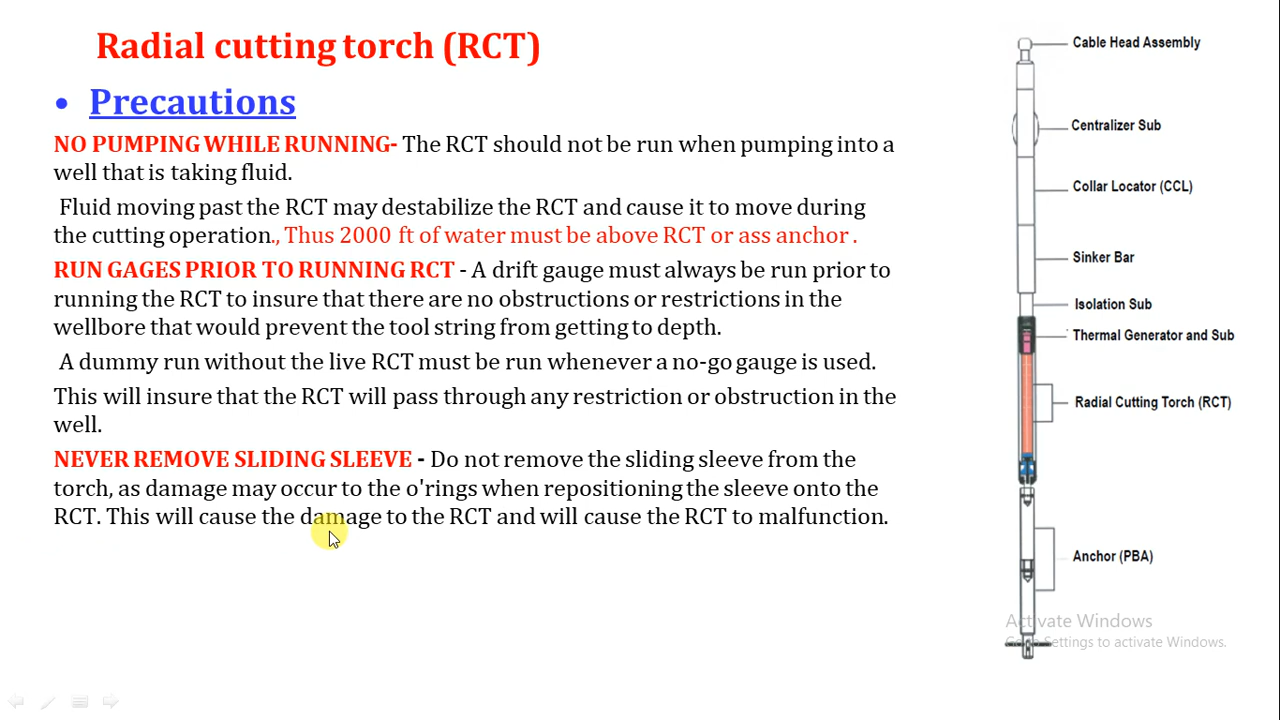 Radial cutting torch (RCT)
• Precautions
NO PUMPING WHILE RUNNING- The RCT should not be run when pumping into a
well that is taking fluid.
Fluid moving past the RCT may destabilize the RCT and cause it to move during
the cutting operation., Thus 2000 ft of water must be above RCT or ass anchor .
RUN GAGES PRIOR TO RUNNING RCT - A drift gauge must always be run prior to
running the RCT to insure that there are no obstructions or restrictions in the
wellbore that would prevent the tool string from getting to depth.
A dummy run without the live RCT must be run whenever a no-go gauge is used.
This will insure that the RCT will pass through any restriction or obstruction in the
well.
NEVER REMOVE SLIDING SLEEVE - Do not remove the sliding sleeve from the
torch, as damage may occur to the o'rings when repositioning the sleeve onto the
RCT. This will cause the damage to the RCT and will cause the RCT to malfunction.
Cable Head Assembly
Centralizer Sub
Collar Locator (CCL)
Sinker Bar
Isolation Sub
Thermal Generator and Sub
Radial Cutting Torch (RCT)
Anchor (PBA)
Activate Windows
Go to Settings to activate Windows.